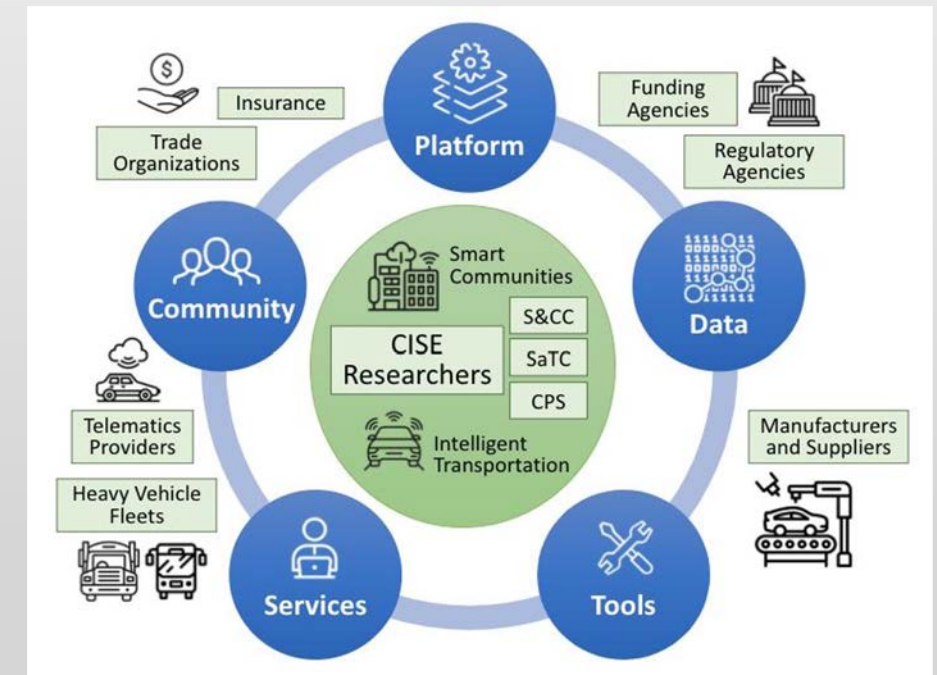 Platform
Insurance
Trade
Organizations
Funding
Agencies
Regulatory
Agencies
Community
Data
Smart
Communities
CISE
Researchers
S&CC
SaTC
CPS
Intelligent
Transportation
Telematics
Providers
Heavy Vehicle
Fleets
Manufacturers
and Suppliers
Services
Tools